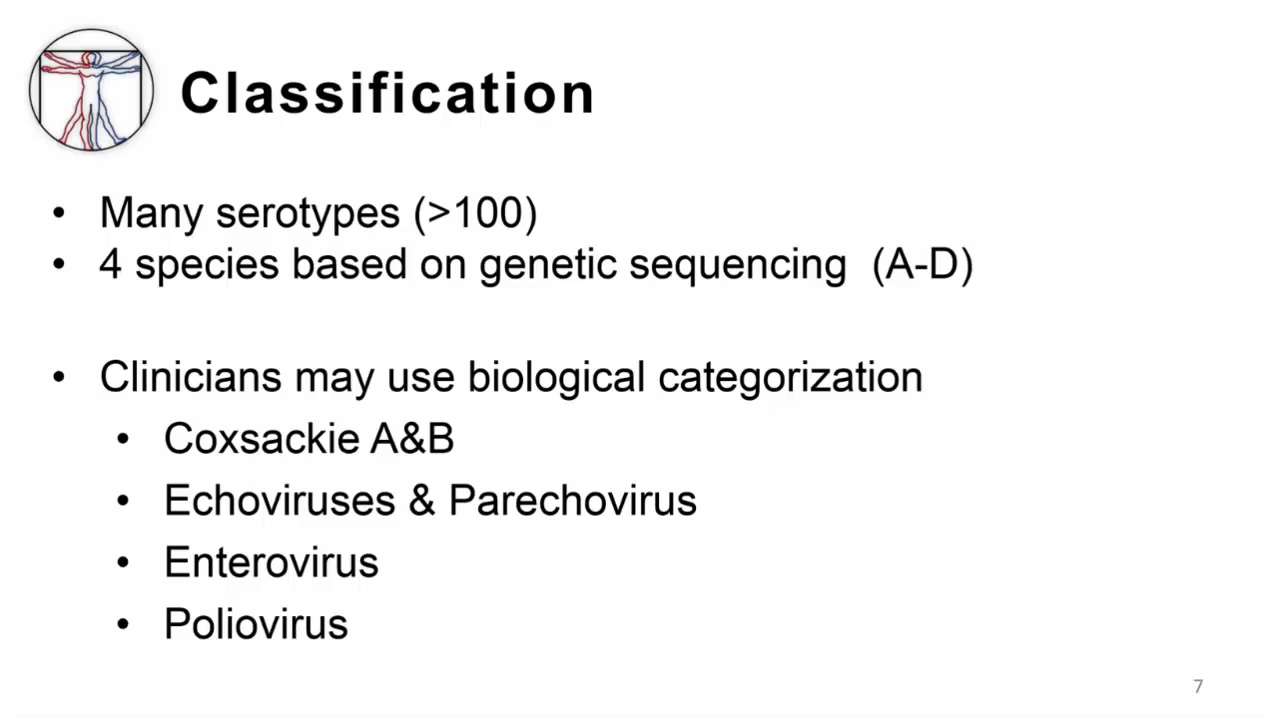 Classification
• Many serotypes (>100)
• 4 species based on genetic sequencing (A-D)
• Clinicians may use biological categorization
• Coxsackie A&B
• Echoviruses & Parechovirus
• Enterovirus
• Poliovirus
7